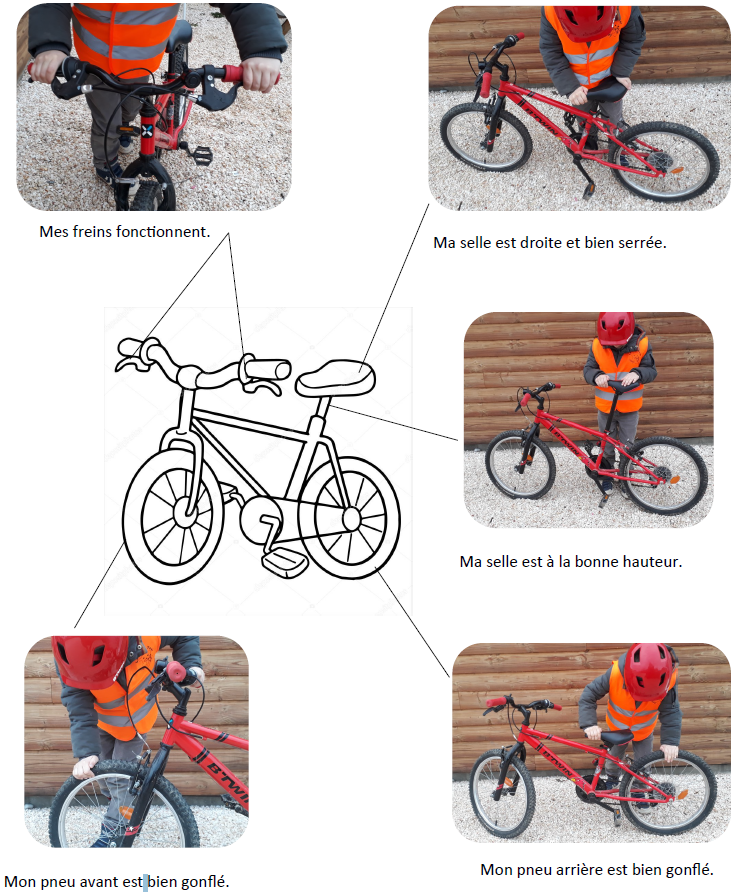 Mes freins fonctionnent.
Ma selle est droite et bien serrée.
Ma selle est à la bonne hauteur.
B'TWIN
Mon pneu arrière est bien gonflé.
Mon pneu avant est bien gonflé.